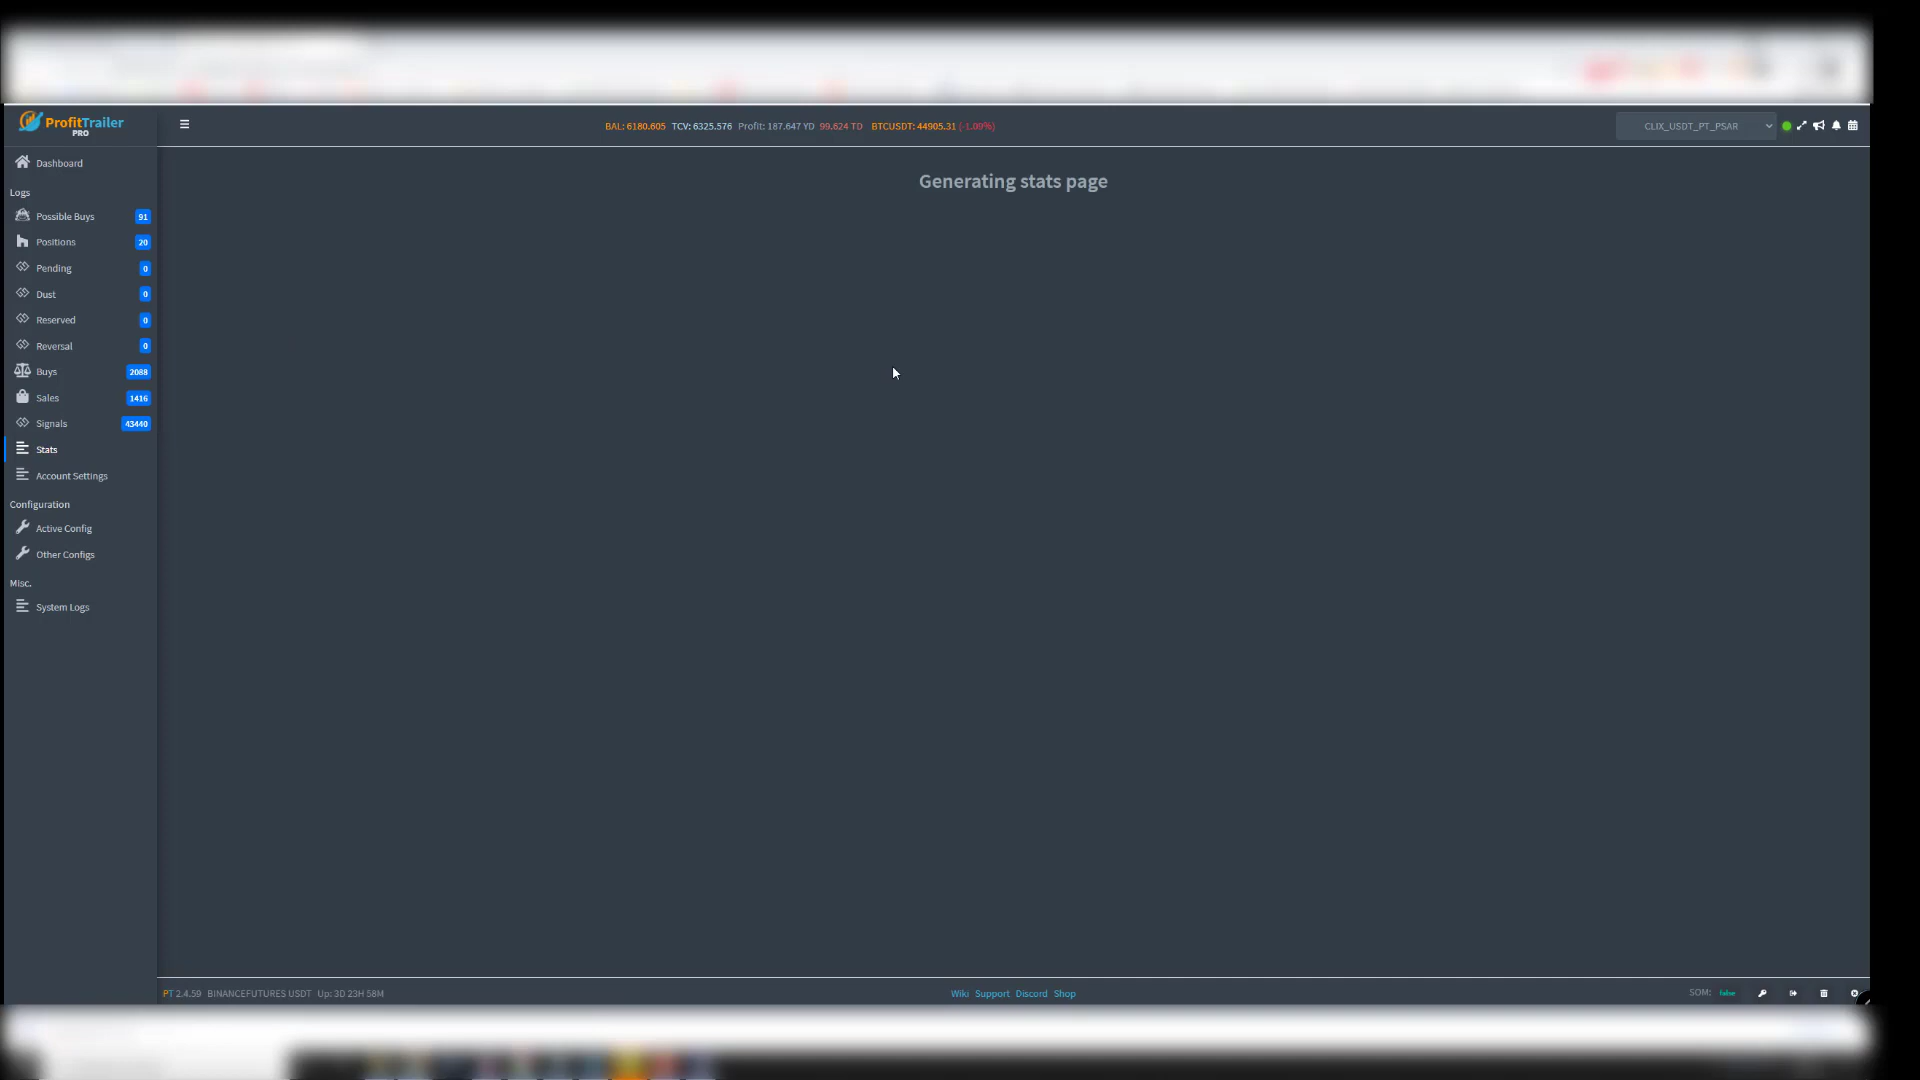 ProfitTrailer
PRO
BAL: 6180.605 TCV: 6325.576 Profit: 187.647 YD 99.624 TD BTCUSDT: 44905.31 (-1.09%)
CLIX_USDT_PT_PSAR
Dashboard
Generating stats page
Logs
Possible Buys 91
Positions 20
Pending 0
Dust 0
Reserved 0
Reversal 0
Buys 2088
Sales 1416
Signals 43440
Stats
Account Settings
Configuration
Active Config
Other Configs
Misc.
System Logs
PT 2.4.59 BINANCEFUTURES USDT Up: 3D 23H 58M
Wiki Support Discord Shop
SOM: false